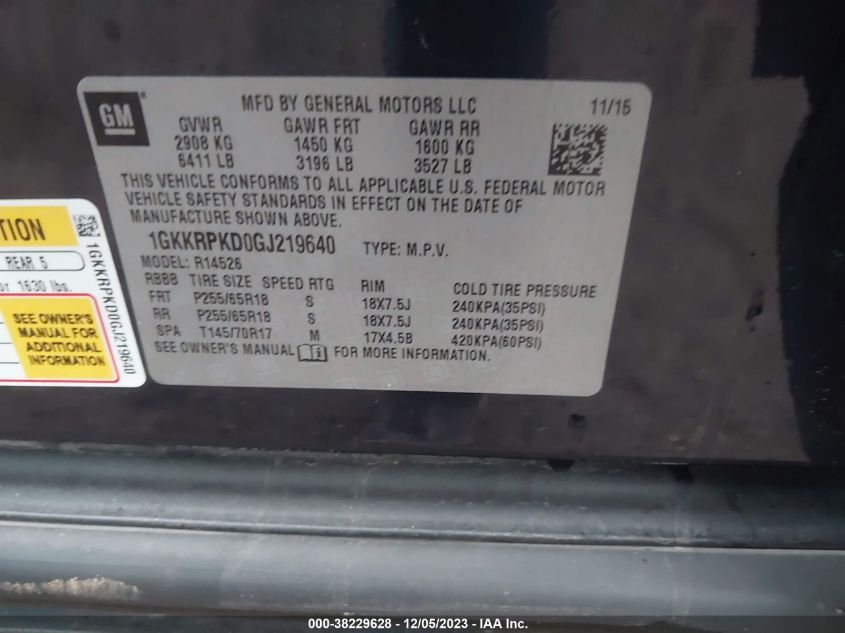 GM
MFD BY GENERAL MOTORS LLC 11/15
GVWR GAWR FRT GAWR RR
2908 KG 1450 KG 1600 KG
6411 LB 3196 LB 3527 LB
THIS VEHICLE CONFORMS TO ALL APPLICABLE U.S. FEDERAL MOTOR
VEHICLE SAFETY STANDARDS IN EFFECT ON THE DATE OF
MANUFACTURE SHOWN ABOVE.
1GKKRPKD0GJ219640 TYPE: M.P.V.
MODEL: R14526
RBBB TIRE SIZE SPEED RTG RIM COLD TIRE PRESSURE
FRT P255/65R18 S 18X7.5J 240KPA(35PSI)
RR P255/65R18 S 18X7.5J 240KPA(35PSI)
SPA T145/70R17 M 17X4.5B 420KPA(60PSI)
SEE OWNER'S MANUAL FOR MORE INFORMATION.
REAR 5
or 1630 lbs.
SEE OWNER'S
MANUAL FOR
ADDITIONAL
INFORMATION
1GKKRPKD0GJ219640
000-38229628 - 12/05/2023 - IAA Inc.